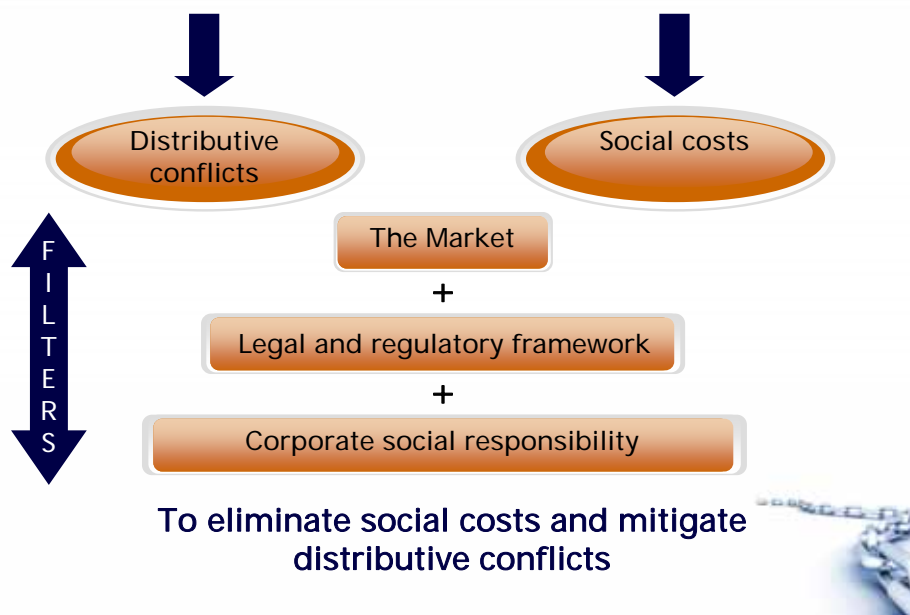 Distributive
conflicts
Social costs
The Market
+
Legal and regulatory framework
+
Corporate social responsibility
FILTERS
To eliminate social costs and mitigate
distributive conflicts